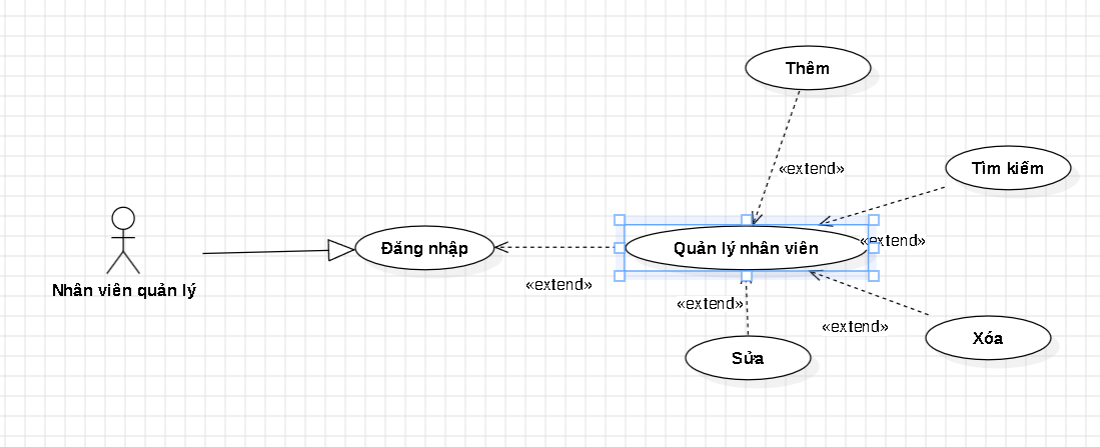 Thêm
«extend»
Tìm kiếm
«extend»
Đăng nhập
Quản lý nhân viên
Nhân viên quản lý
«extend»
«extend»
«extend»
Xóa
Sửa